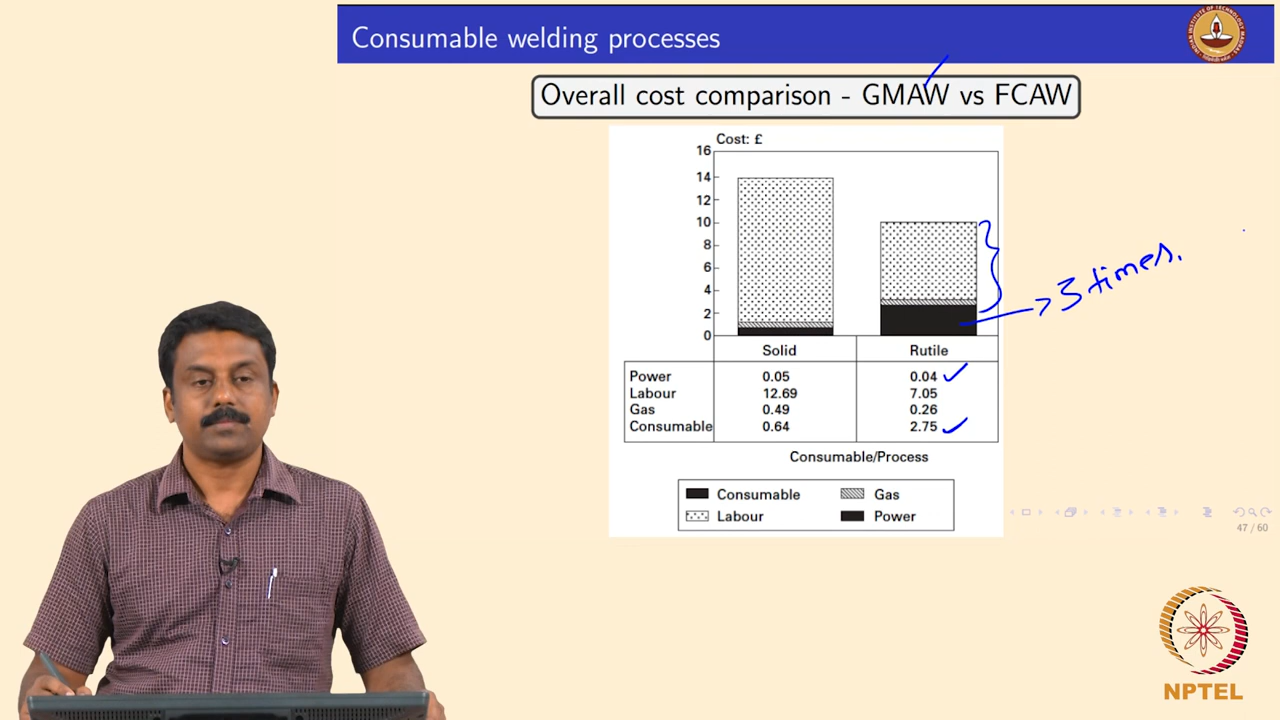 Consumable welding processes
Overall cost comparison - GMAW vs FCAW
Cost: £
16
14
12
10
8
6
4
2
0
3 times.
Solid Rutile
Power 0.05 0.04
Labour 12.69 7.05
Gas 0.49 0.26
Consumable 0.64 2.75
Consumable/Process
Consumable Gas
Labour Power
47 / 60
NPTEL